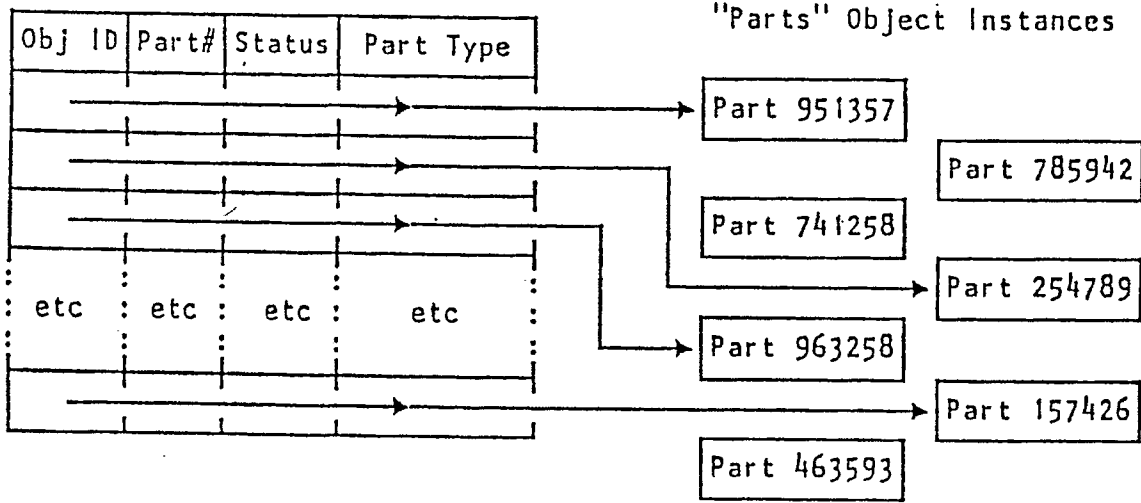 "Parts" Object Instances
Obj ID Part# Status Part Type
Part 951357
Part 785942
Part 741258
Part 254789
etc etc etc etc
Part 963258
Part 157426
Part 463593